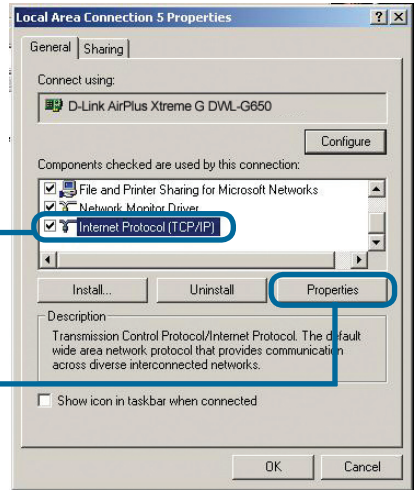 Local Area Connection 5 Properties
General Sharing
Connect using:
D-Link AirPlus Xtreme G DWL-G650
Configure
Components checked are used by this connection:
File and Printer Sharing for Microsoft Networks
Network Monitor Driver
Internet Protocol (TCP/IP)
Install... Uninstall Properties
Description
Transmission Control Protocol/Internet Protocol. The default
wide area network protocol that provides communication
across diverse interconnected networks.
Show icon in taskbar when connected
OK Cancel